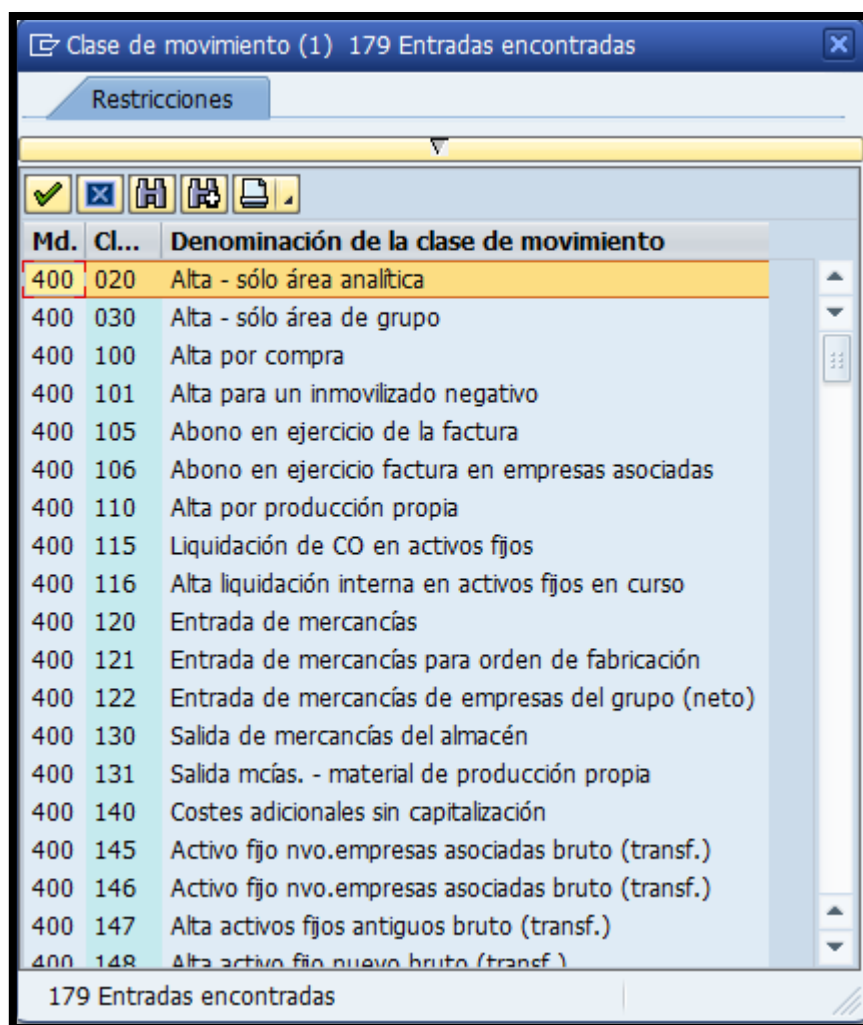 Clase de movimiento (1) 179 Entradas encontradas
Restricciones
Md. Cl... Denominación de la clase de movimiento
400 020 Alta - sólo área analítica
400 030 Alta - sólo área de grupo
400 100 Alta por compra
400 101 Alta para un inmovilizado negativo
400 105 Abono en ejercicio de la factura
400 106 Abono en ejercicio factura en empresas asociadas
400 110 Alta por producción propia
400 115 Liquidación de CO en activos fijos
400 116 Alta liquidación interna en activos fijos en curso
400 120 Entrada de mercancías
400 121 Entrada de mercancías para orden de fabricación
400 122 Entrada de mercancías de empresas del grupo (neto)
400 130 Salida de mercancías del almacén
400 131 Salida mcías. - material de producción propia
400 140 Costes adicionales sin capitalización
400 145 Activo fijo nvo.empresas asociadas bruto (transf.)
400 146 Activo fijo nvo.empresas asociadas bruto (transf.)
400 147 Alta activos fijos antiguos bruto (transf.)
400 148 Alta activo fijo nuevo bruto (transf.)
179 Entradas encontradas